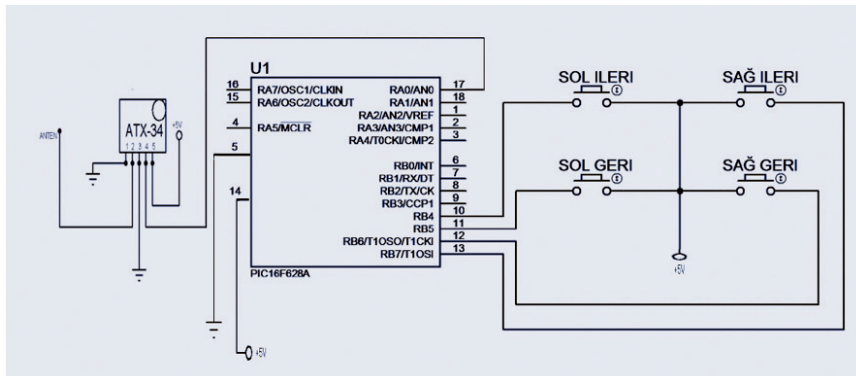 U1
16 RA7/OSC1/CLKIN
15 RA6/OSC2/CLKOUT
4 RA5/MCLR
5
14
RA0/AN0 17
RA1/AN1 18
RA2/AN2/VREF 1
RA3/AN3/CMP1 2
RA4/T0CKI/CMP2 3
RB0/INT 6
RB1/RX/DT 7
RB2/TX/CK 8
RB3/CCP1 9
RB4 10
RB5 11
RB6/T1OSO/T1CKI 12
RB7/T1OSI 13
PIC16F628A
ANTEN
ATX-34
1 2 3 4 5
+5V
+5V
SOL ILERI
SAĞ ILERI
SOL GERI
SAĞ GERI
+5V